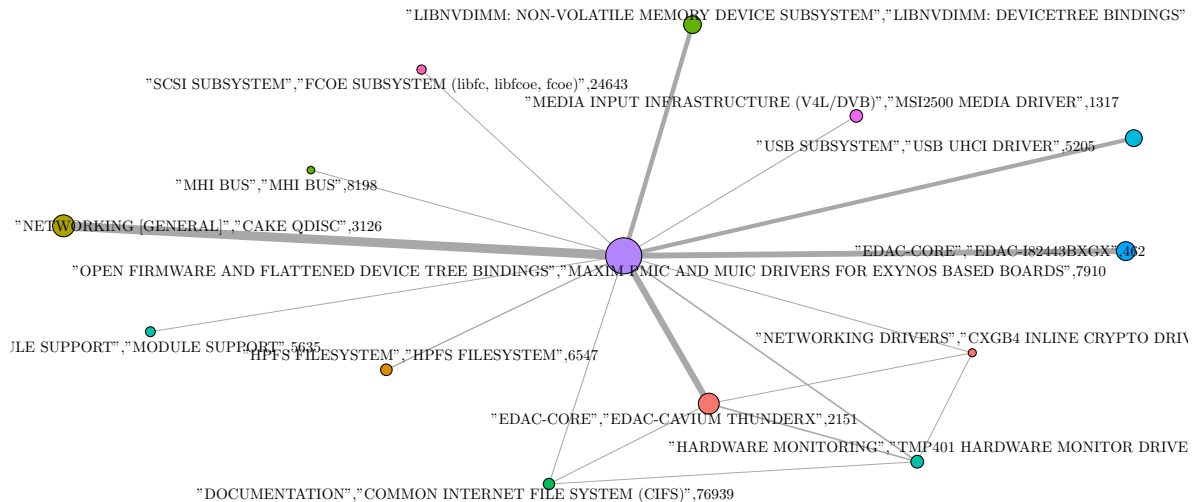 "LIBNVDIMM: NON-VOLATILE MEMORY DEVICE SUBSYSTEM","LIBNVDIMM: DEVICETREE BINDINGS"
"SCSI SUBSYSTEM","FCOE SUBSYSTEM (libfc, libfcoe, fcoe)",24643
"MEDIA INPUT INFRASTRUCTURE (V4L/DVB)","MSI2500 MEDIA DRIVER",1317
"USB SUBSYSTEM","USB UHCI DRIVER",5205
"MHI BUS","MHI BUS",8198
"NETWORKING [GENERAL]","CAKE QDISC",3126
"EDAC-CORE","EDAC-I82443BXGX",462
"OPEN FIRMWARE AND FLATTENED DEVICE TREE BINDINGS","MAXIM PMIC AND MUIC DRIVERS FOR EXYNOS BASED BOARDS",7910
"NETWORKING DRIVERS","CXGB4 INLINE CRYPTO DRIV
ULE SUPPORT","MODULE SUPPORT",5635
"HPFS FILESYSTEM","HPFS FILESYSTEM",6547
"EDAC-CORE","EDAC-CAVIUM THUNDERX",2151
"HARDWARE MONITORING","TMP401 HARDWARE MONITOR DRIVE
"DOCUMENTATION","COMMON INTERNET FILE SYSTEM (CIFS)",76939